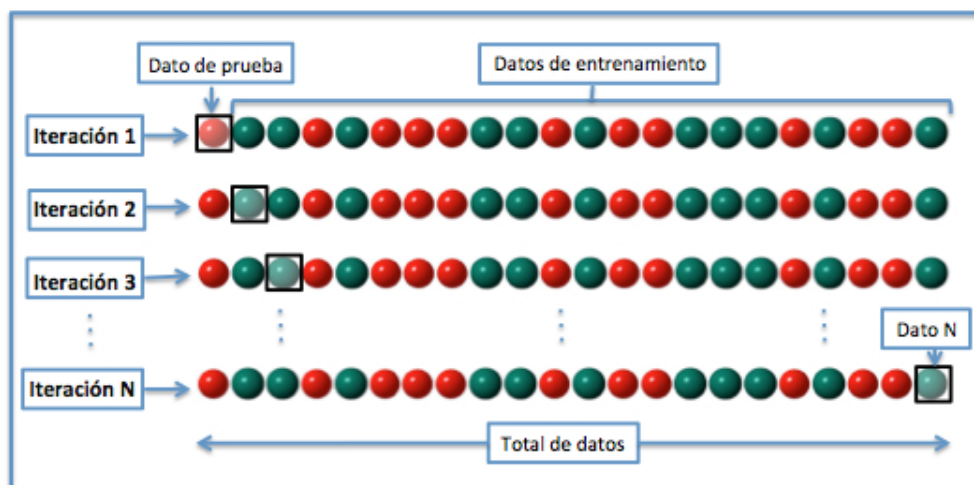 Dato de prueba
Datos de entrenamiento
Iteración 1
Iteración 2
Iteración 3
Dato N
Iteración N
Total de datos